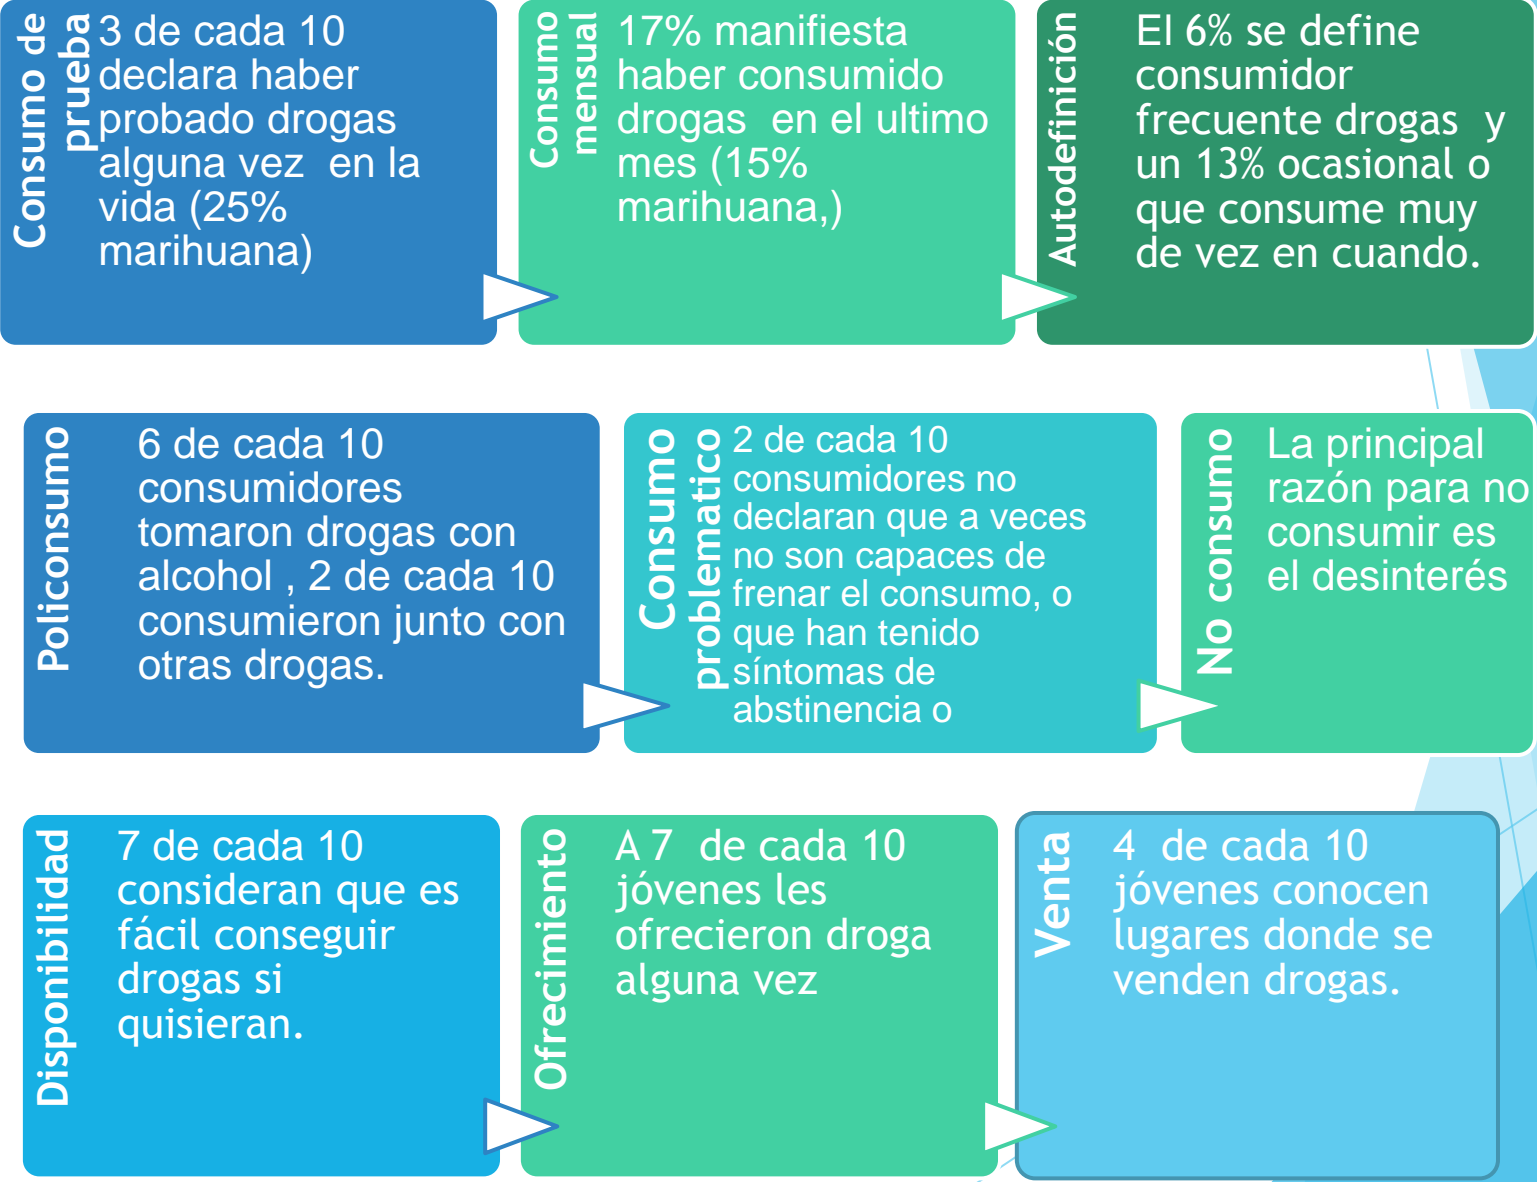 Consumo de
prueba
3 de cada 10
declara haber
probado drogas
alguna vez en la
vida (25%
marihuana)
Consumo
mensual
17% manifiesta
haber consumido
drogas en el ultimo
mes (15%
marihuana,)
Autodefinición
El 6% se define
consumidor
frecuente drogas y
un 13% ocasional o
que consume muy
de vez en cuando.
Policonsumo
6 de cada 10
consumidores
tomaron drogas con
alcohol , 2 de cada 10
consumieron junto con
otras drogas.
Consumo
problematico
2 de cada 10
consumidores no
declaran que a veces
no son capaces de
frenar el consumo, o
que han tenido
síntomas de
abstinencia o
No consumo
La principal
razón para no
consumir es
el desinterés
Disponibilidad
7 de cada 10
consideran que es
fácil conseguir
drogas si
quisieran.
Ofrecimiento
A 7 de cada 10
jóvenes les
ofrecieron droga
alguna vez
Venta
4 de cada 10
jóvenes conocen
lugares donde se
venden drogas.